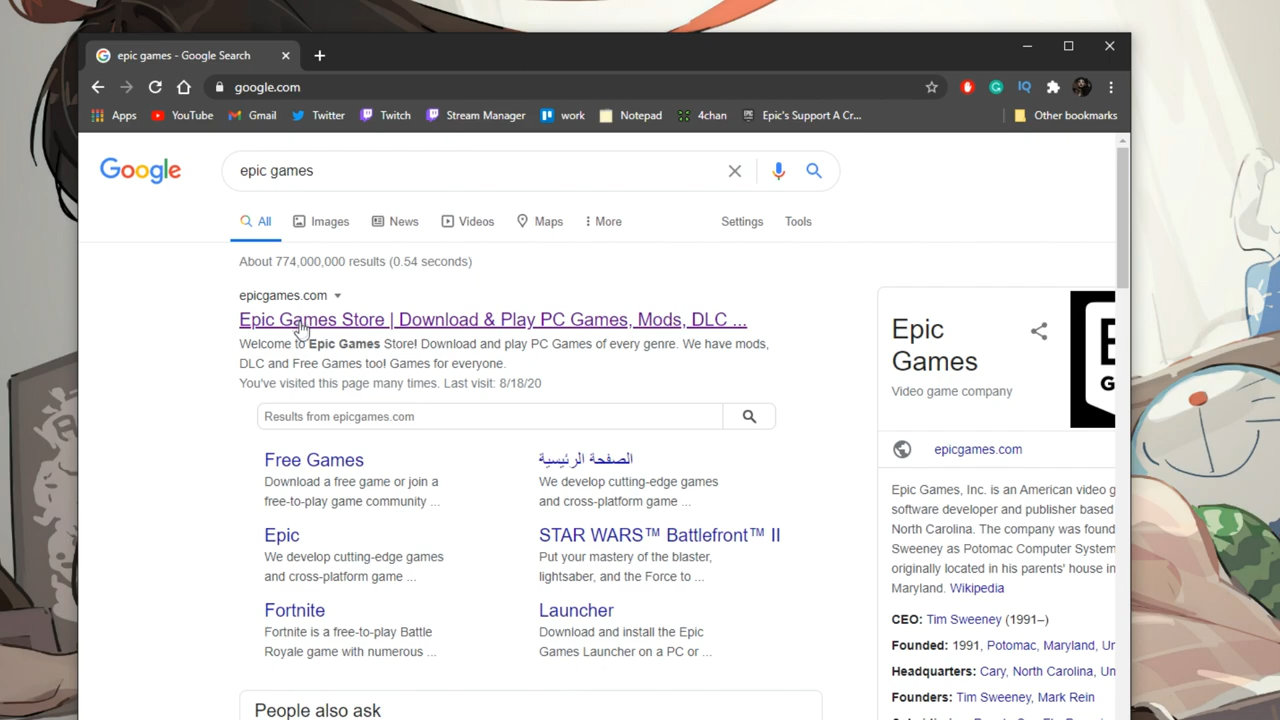 epic games - Google Search
google.com
Apps YouTube Gmail Twitter Twitch Stream Manager work Notepad 4chan Epic's Support A Cr... Other bookmarks
IQ
Google
epic games
All Images News Videos Maps More Settings Tools
About 774,000,000 results (0.54 seconds)
epicgames.com
Epic Games Store | Download & Play PC Games, Mods, DLC ...
Welcome to Epic Games Store! Download and play PC Games of every genre. We have mods,
DLC and Free Games too! Games for everyone.
You've visited this page many times. Last visit: 8/18/20
Results from epicgames.com
Free Games
Download a free game or join a
free-to-play game community ...
الصفحة الرئيسية
We develop cutting-edge games
and cross-platform game ...
Epic
We develop cutting-edge games
and cross-platform game ...
STAR WARS™ Battlefront™ II
Put your mastery of the blaster,
lightsaber, and the Force to ...
Fortnite
Fortnite is a free-to-play Battle
Royale game with numerous ...
Launcher
Download and install the Epic
Games Launcher on a PC or ...
People also ask
Epic
Games
Video game company
epicgames.com
Epic Games, Inc. is an American video g
software developer and publisher based
North Carolina. The company was found
Sweeney as Potomac Computer System
originally located in his parents' house in
Maryland. Wikipedia
CEO: Tim Sweeney (1991–)
Founded: 1991, Potomac, Maryland, Un
Headquarters: Cary, North Carolina, Un
Founders: Tim Sweeney, Mark Rein